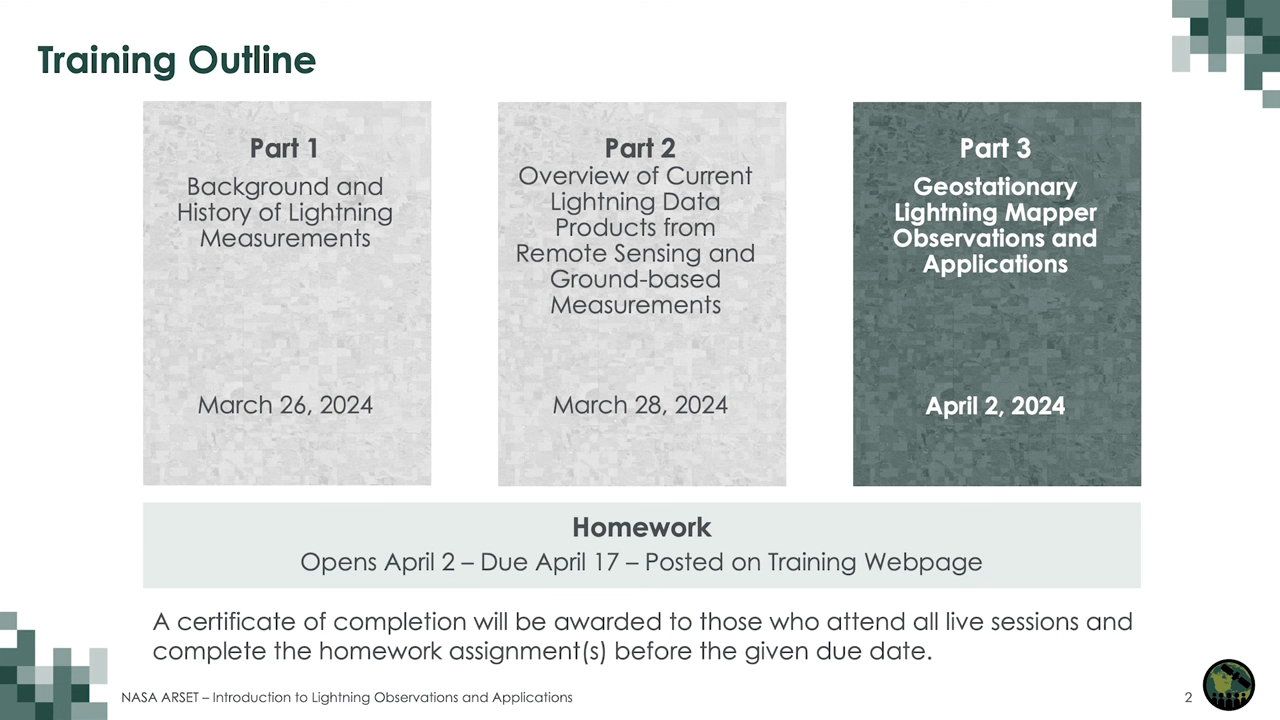 Training Outline
Part 1
Background and
History of Lightning
Measurements
March 26, 2024
Part 2
Overview of Current
Lightning Data
Products from
Remote Sensing and
Ground-based
Measurements
March 28, 2024
Part 3
Geostationary
Lightning Mapper
Observations and
Applications
April 2, 2024
Homework
Opens April 2 – Due April 17 – Posted on Training Webpage
A certificate of completion will be awarded to those who attend all live sessions and
complete the homework assignment(s) before the given due date.
NASA ARSET – Introduction to Lightning Observations and Applications
2